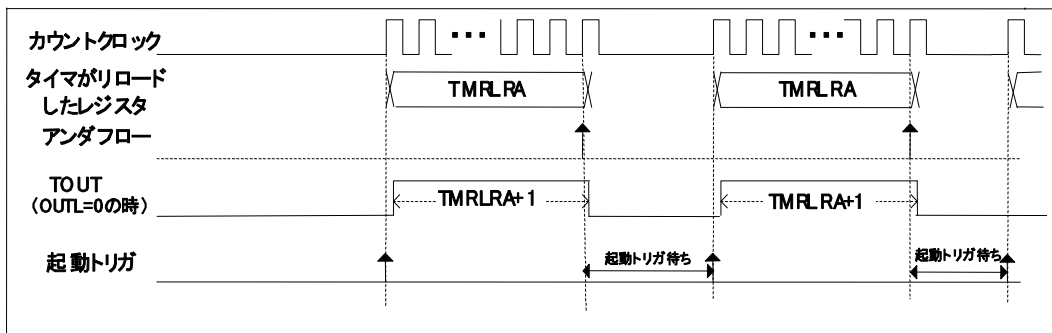 カウントクロック
タイマがリロード
したレジスタ
TMRLRA
TMRLRA
アンダフロー
TOUT
(OUTL=0の時)
TMRLRA+1
TMRLRA+1
起動トリガ
起動トリガ待ち
起動トリガ待ち